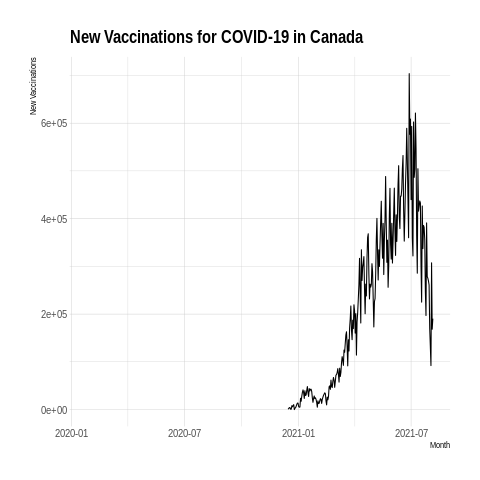 New Vaccinations for COVID-19 in Canada
New Vaccinations
6e+05
4e+05
2e+05
0e+00
2020-01 2020-07 2021-01 2021-07
Month